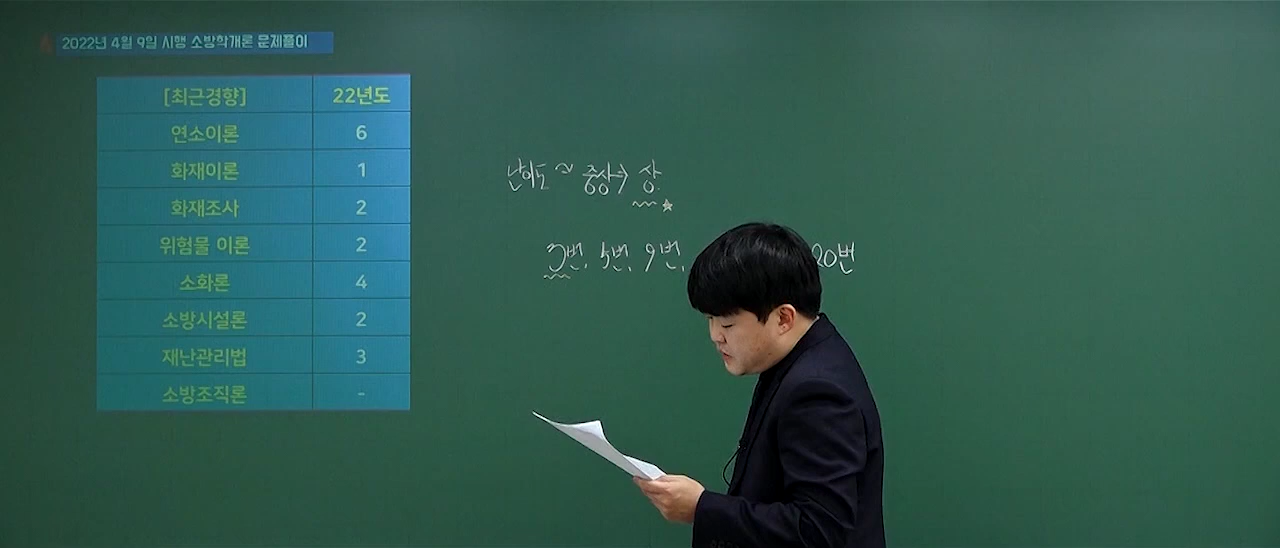 2022년 4월 9일 시행 소방학개론 문제풀이
[최근경향] 22년도
연소이론 6
화재이론 1
화재조사 2
위험물 이론 2
소화론 4
소방시설론 2
재난관리법 3
소방조직론 -
난이도 ~ 중상→ 상
3번, 5번, 9번, 20번